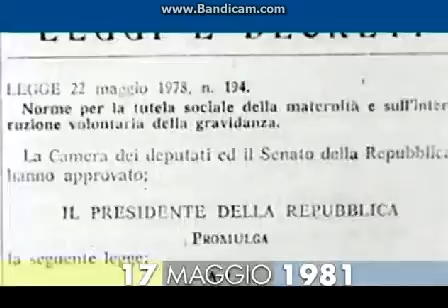 www.Bandicam.com
LEGGI E DECRETI
LEGGE 22 maggio 1978, n. 194.
Norme per la tutela sociale della maternità e sull'inter
ruzione volontaria della gravidanza.
La Camera dei deputati ed il Senato della Repubblica
hanno approvato;
IL PRESIDENTE DELLA REPUBBLICA
PROMULGA
la seguente legge:
17 MAGGIO 1981